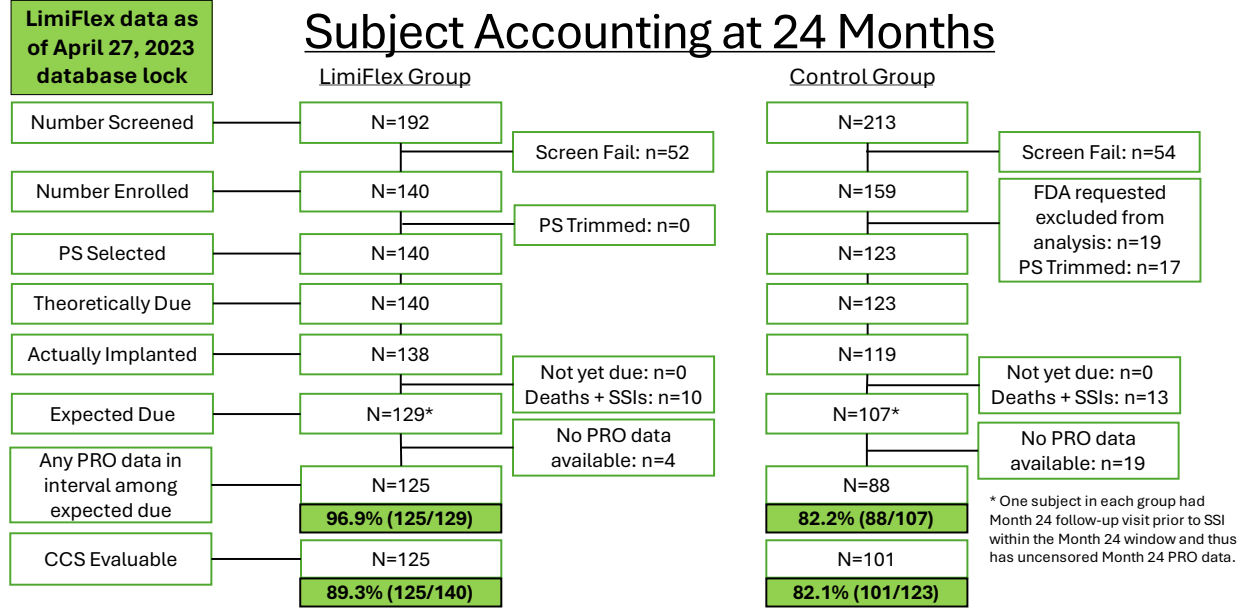 LimiFlex data as
of April 27, 2023
database lock
Subject Accounting at 24 Months
LimiFlex Group
Control Group
Number Screened
N=192
N=213
Screen Fail: n=52
Screen Fail: n=54
Number Enrolled
N=140
N=159
PS Trimmed: n=0
FDA requested
excluded from
analysis: n=19
PS Trimmed: n=17
PS Selected
N=140
N=123
Theoretically Due
N=140
N=123
Actually Implanted
N=138
N=119
Not yet due: n=0
Deaths + SSIs: n=10
Not yet due: n=0
Deaths + SSIs: n=13
Expected Due
N=129*
N=107*
No PRO data
available: n=4
No PRO data
available: n=19
Any PRO data in
interval among
expected due
N=125
96.9% (125/129)
N=88
82.2% (88/107)
* One subject in each group had
Month 24 follow-up visit prior to SSI
within the Month 24 window and thus
has uncensored Month 24 PRO data.
CCS Evaluable
N=125
89.3% (125/140)
N=101
82.1% (101/123)